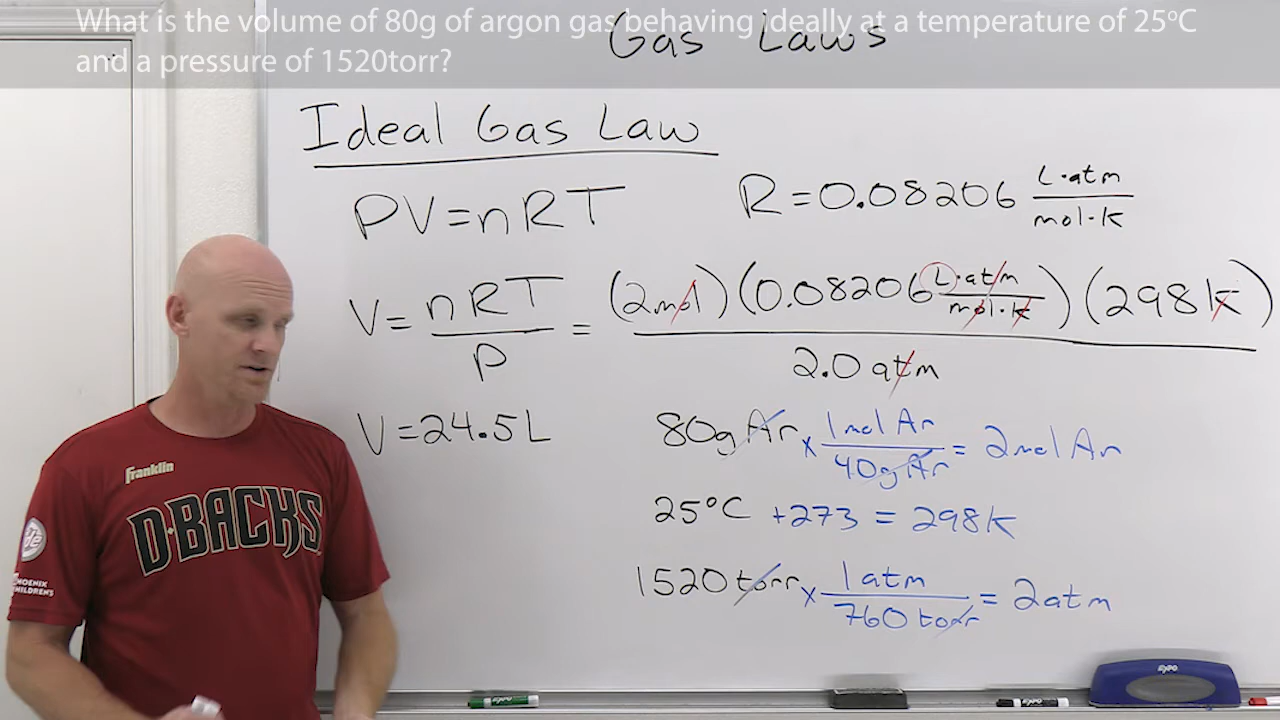 What is the volume of 80g of argon gas behaving ideally at a temperature of 25ºC
and a pressure of 1520torr?
Gas Laws
Ideal Gas Law
PV=nRT R=0.08206 L·atm/mol·K
V=nRT/P = (2mol)(0.08206 L·atm/mol·K)(298K)/2.0 atm
V=24.5L
80g Ar x 1mol Ar/40g Ar = 2mol Ar
25°C +273 = 298K
1520 torr x 1atm/760 torr = 2atm
Franklin
D·BACKS
PHOENIX
CHILDREN'S
EXPO